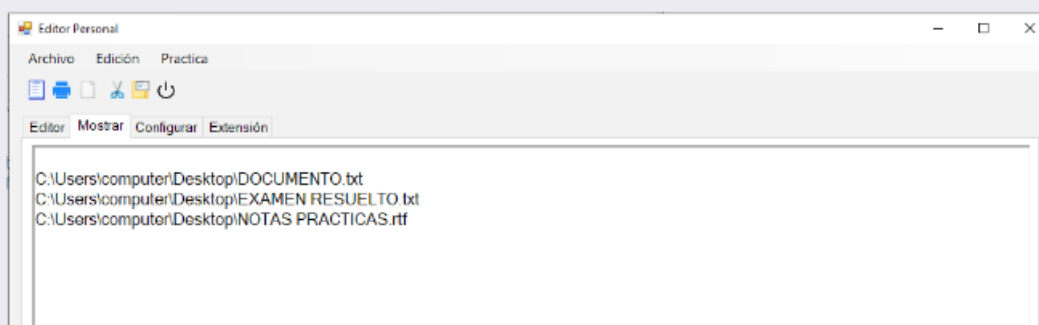 Editor Personal
Archivo Edición Practica
Editor Mostrar Configurar Extensión
C:\Users\computer\Desktop\DOCUMENTO.txt
C:\Users\computer\Desktop\EXAMEN RESUELTO.txt
C:\Users\computer\Desktop\NOTAS PRACTICAS.rtf